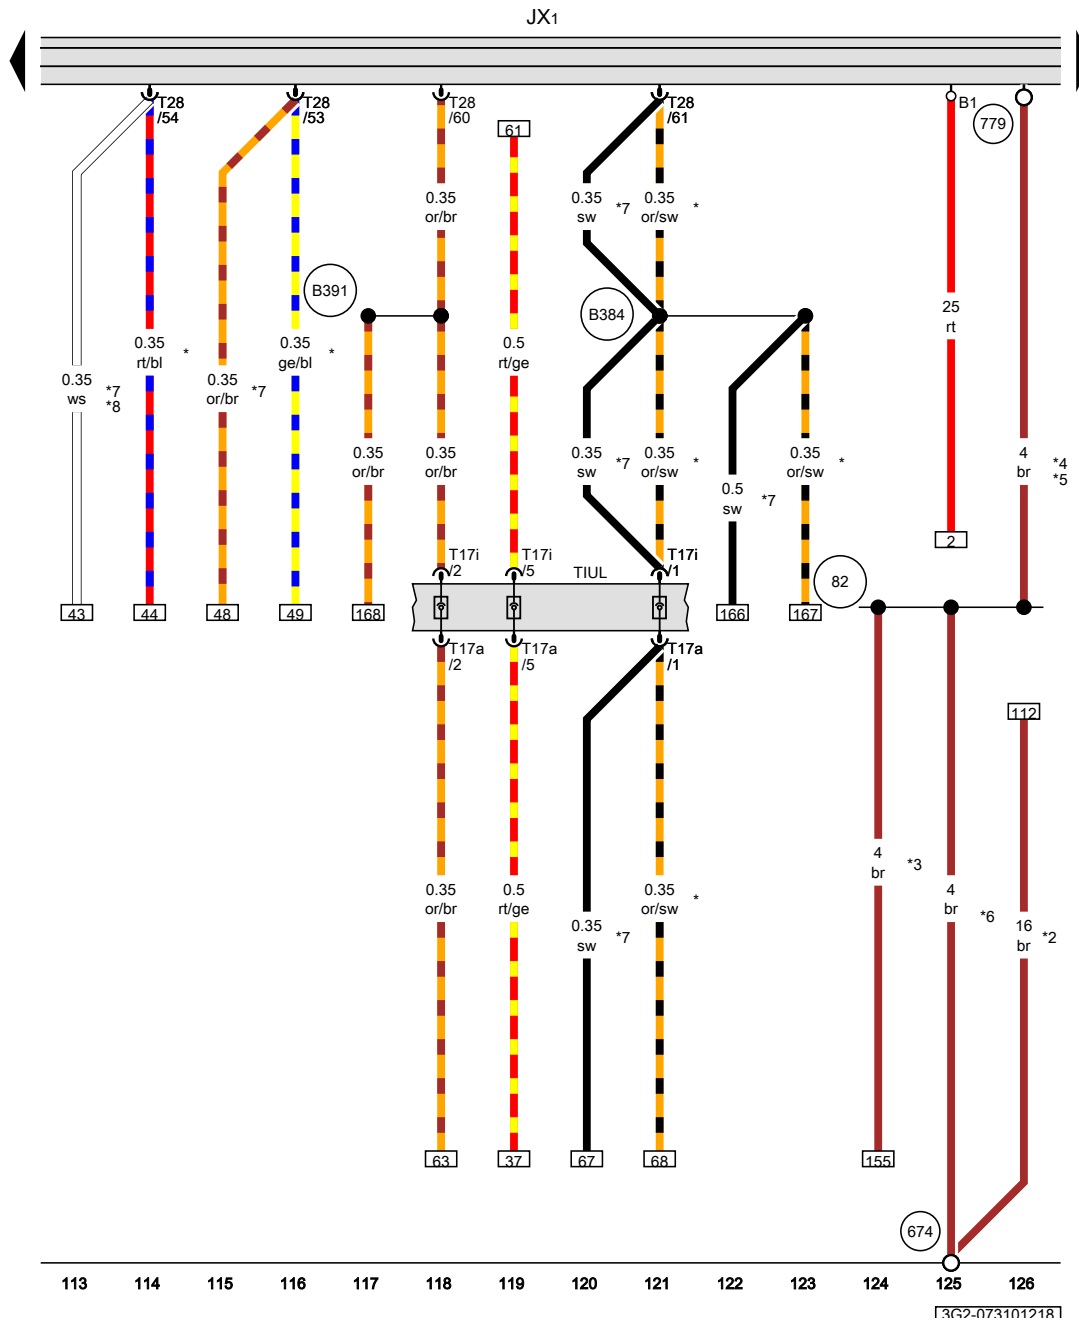 JX1
T28
/54
T28
/53
T28
/60
T28
/61
B1
779
61
0.35
or/br
0.35
sw
*7
0.35
or/sw
*
B391
B384
25
rt
0.35
rt/bl
*
0.35
ge/bl
*
0.5
rt/ge
0.35
ws
*7
*8
0.35
or/br
*7
0.35
or/br
0.35
or/br
0.35
sw
*7
0.35
or/sw
*
0.5
sw
*7
0.35
or/sw
*
4
br
*4
*5
2
T17i
/2
T17i
/5
TIUL
T17i
/1
82
43
44
48
49
168
166
167
T17a
/2
T17a
/5
T17a
/1
112
0.35
or/br
0.5
rt/ge
0.35
sw
*7
0.35
or/sw
*
4
br
*3
4
br
*6
16
br
*2
63
37
67
68
155
674
113 114 115 116 117 118 119 120 121 122 123 124 125 126
3G2-073101218